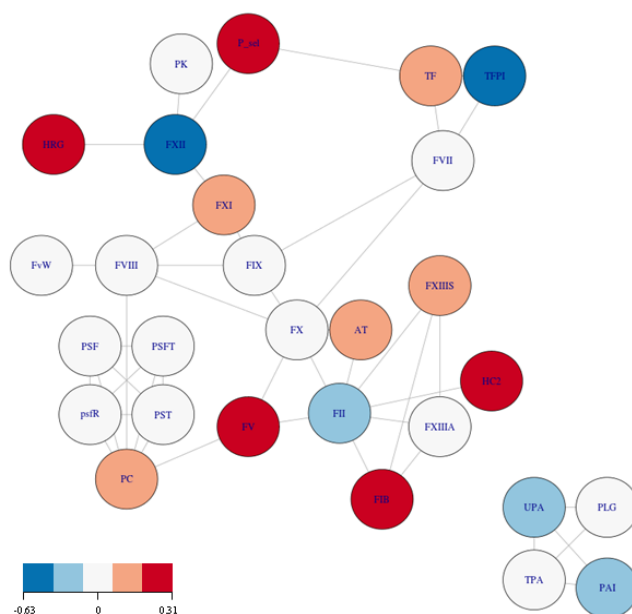 P_sel
PK
TF
TFPI
HRG
FXII
FVII
FXI
FvW
FVIII
FIX
FXIIIS
FX
AT
PSF
PSFT
HC2
psfR
PST
FV
FII
FXIIIA
PC
FIB
UPA
PLG
TPA
PAI
-0.63
0
0.31